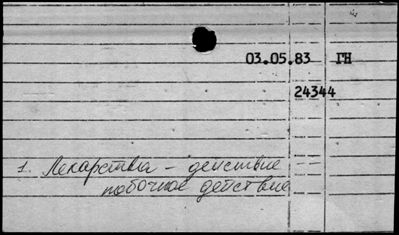 03.05.83 ГН
24344
1. Лекарства – действие
побочное действие